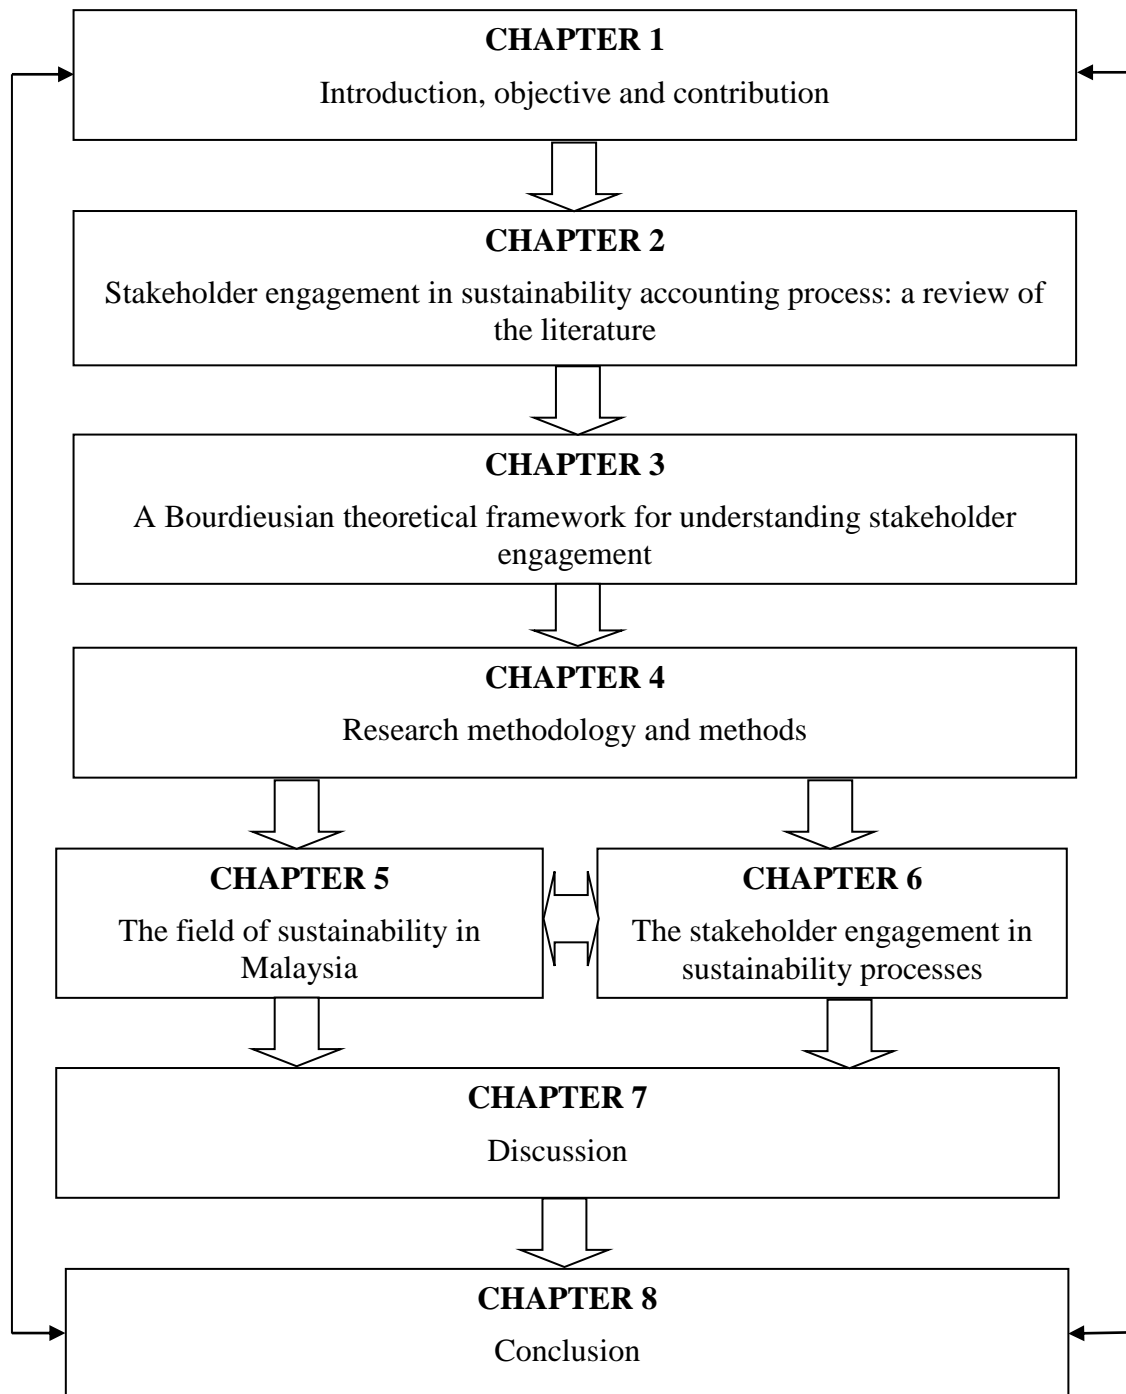 CHAPTER 1
Introduction, objective and contribution
CHAPTER 2
Stakeholder engagement in sustainability accounting process: a review of
the literature
CHAPTER 3
A Bourdieusian theoretical framework for understanding stakeholder
engagement
CHAPTER 4
Research methodology and methods
CHAPTER 5
The field of sustainability in
Malaysia
CHAPTER 6
The stakeholder engagement in
sustainability processes
CHAPTER 7
Discussion
CHAPTER 8
Conclusion